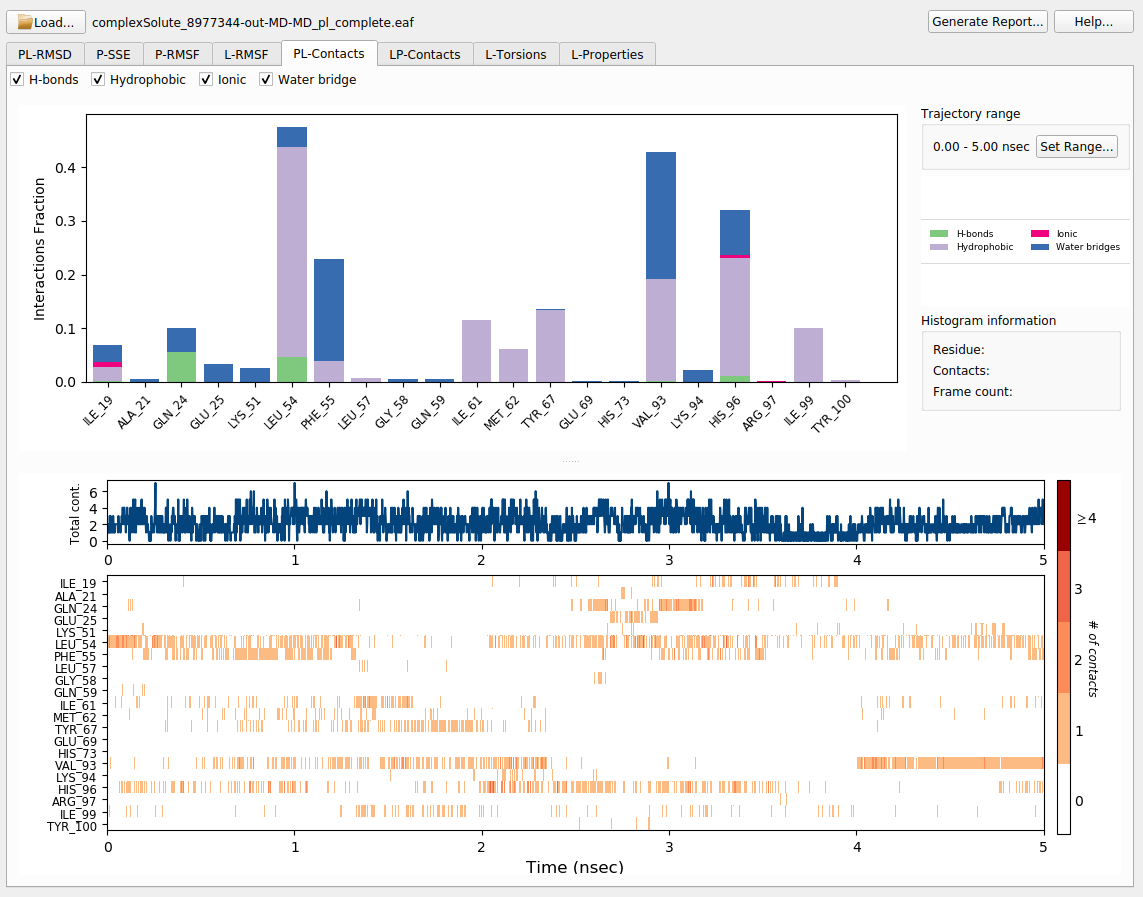 Load... complexSolute_8977344-out-MD-MD_pl_complete.eaf Generate Report... Help...
PL-RMSD P-SSE P-RMSF L-RMSF PL-Contacts LP-Contacts L-Torsions L-Properties
H-bonds Hydrophobic Ionic Water bridge
Interactions Fraction
0.4
0.3
0.2
0.1
0.0
ILE_19 ALA_21 GLN_24 GLU_25 LYS_51 LEU_54 PHE_55 LEU_57 GLY_58 GLN_59 ILE_61 MET_62 TYR_67 GLU_69 HIS_73 VAL_93 LYS_94 HIS_96 ARG_97 ILE_99 TYR_100
Trajectory range
0.00 - 5.00 nsec Set Range...
H-bonds Ionic
Hydrophobic Water bridges
Histogram information
Residue:
Contacts:
Frame count:
Total cont.
6
4
2
0
0 1 2 3 4 5
ILE_19
ALA_21
GLN_24
GLU_25
LYS_51
LEU_54
PHE_55
LEU_57
GLY_58
GLN_59
ILE_61
MET_62
TYR_67
GLU_69
HIS_73
VAL_93
LYS_94
HIS_96
ARG_97
ILE_99
TYR_100
0 1 2 3 4 5
Time (nsec)
≥4
3
2
1
0
# of contacts